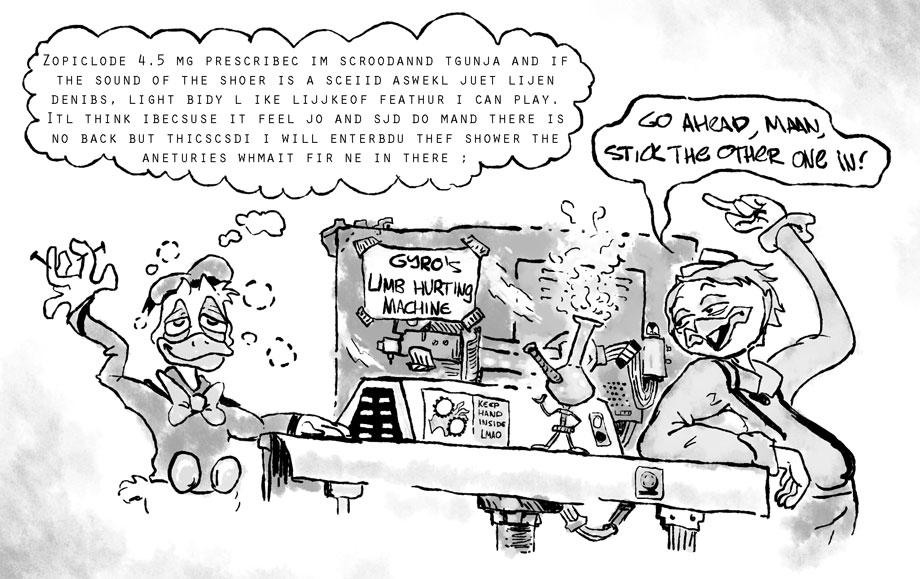 Zopiclode 4.5 mg prescribec im scroodannd tgunja and if
the sound of the shoer is a sceiid aswekl juet lijen
denibs, light bidy l ike lijjkeof feathur i can play.
Itl think ibecsuse it feel jo and sjd do mand there is
no back but thicscsdi i will enterbdu thef shower the
aneturies whmait fir ne in there ;
GO AHEAD, MAAN,
STICK THE OTHER ONE IN!
GYRO'S
LIMB HURTING
MACHINE
KEEP
HAND
INSIDE
LMAO